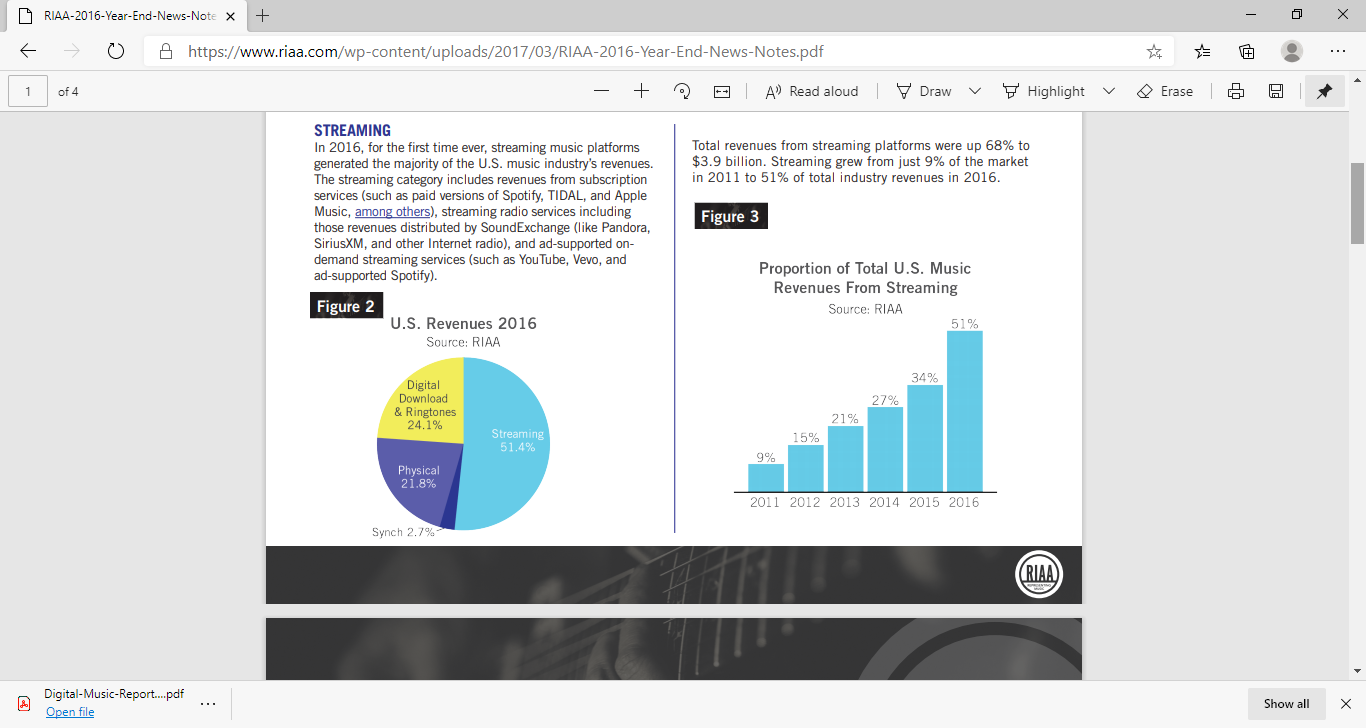 RIAA-2016-Year-End-News-Note
https://www.riaa.com/wp-content/uploads/2017/03/RIAA-2016-Year-End-News-Notes.pdf
1 of 4
Read aloud
Draw
Highlight
Erase
STREAMING
In 2016, for the first time ever, streaming music platforms
generated the majority of the U.S. music industry's revenues.
The streaming category includes revenues from subscription
services (such as paid versions of Spotify, TIDAL, and Apple
Music, among others), streaming radio services including
those revenues distributed by SoundExchange (like Pandora,
SiriusXM, and other Internet radio), and ad-supported on-
demand streaming services (such as YouTube, Vevo, and
ad-supported Spotify).
Figure 2
U.S. Revenues 2016
Source: RIAA
Digital
Download
& Ringtones
24.1%
Streaming
51.4%
Physical
21.8%
Synch 2.7%
Total revenues from streaming platforms were up 68% to
$3.9 billion. Streaming grew from just 9% of the market
in 2011 to 51% of total industry revenues in 2016.
Figure 3
Proportion of Total U.S. Music
Revenues From Streaming
Source: RIAA
9%
15%
21%
27%
34%
51%
2011 2012 2013 2014 2015 2016
RIAA
Digital-Music-Report....pdf
Open file
Show all